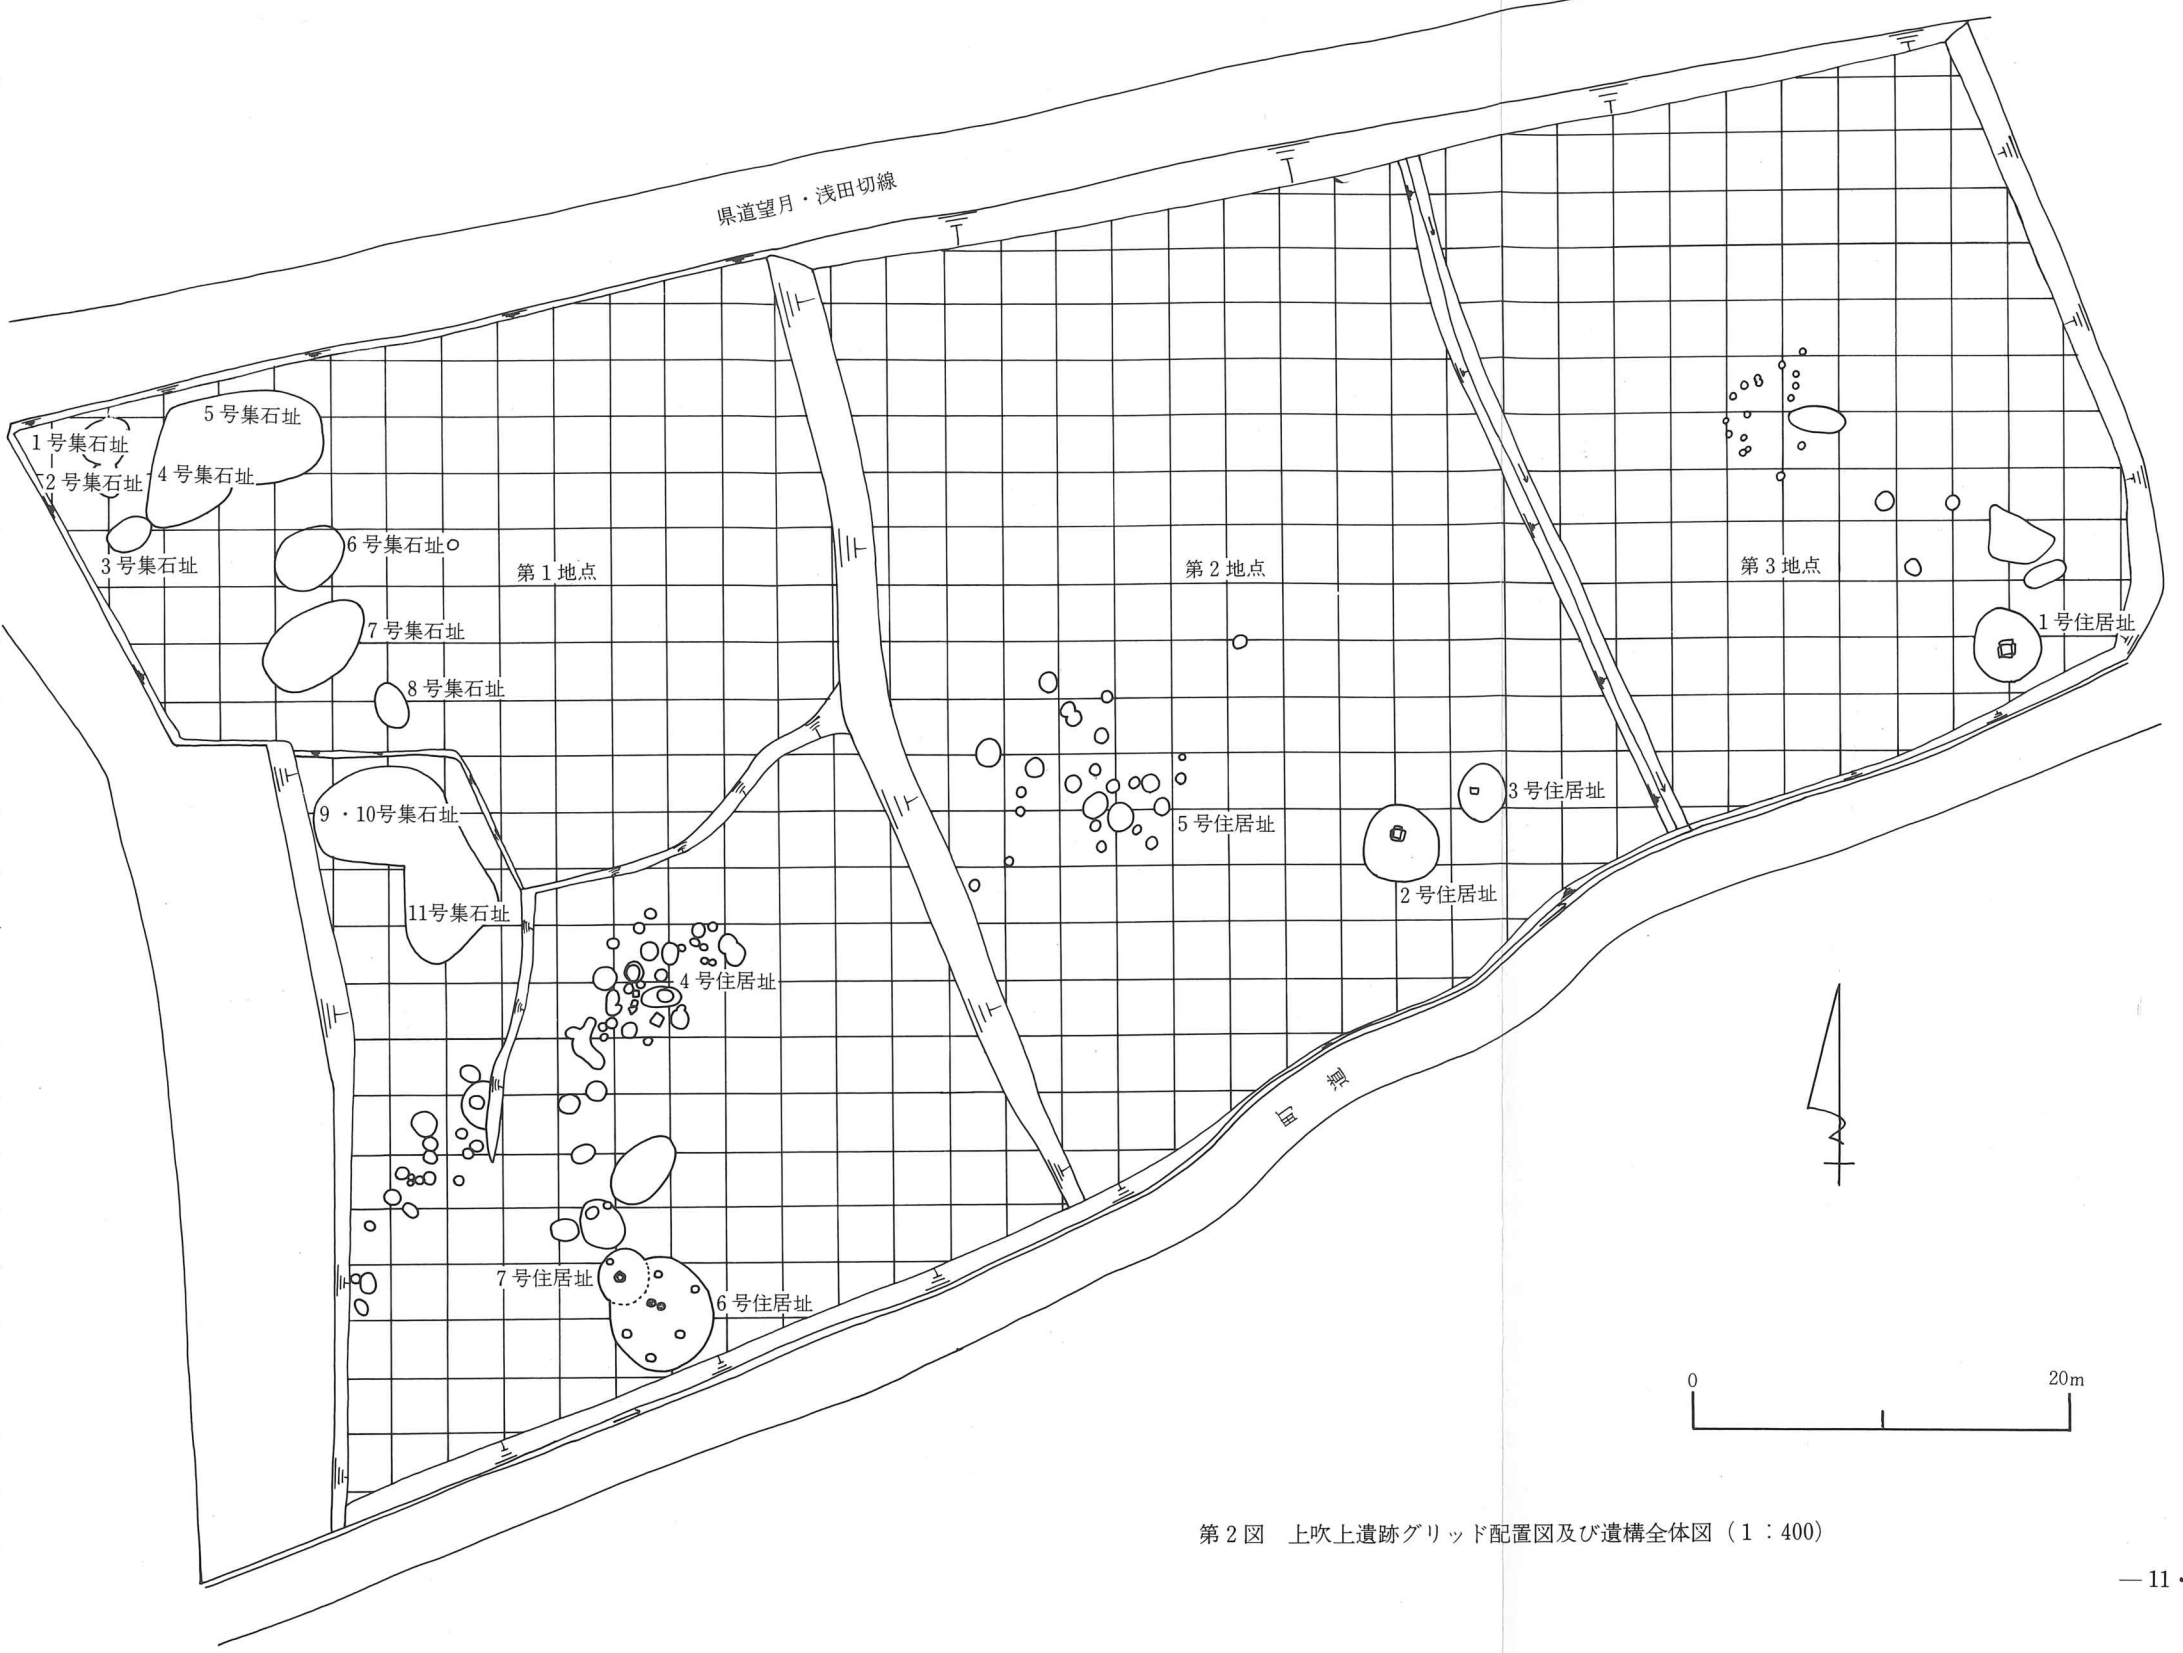 県道望月・浅田切線
5号集石址
1号集石址
2号集石址
4号集石址
3号集石址
6号集石址
第1地点
第2地点
第3地点
7号集石址
1号住居址
8号集石址
9・10号集石址
3号住居址
5号住居址
2号住居址
11号集石址
4号住居址
町道
7号住居址
6号住居址
0 20m
第2図 上吹上遺跡グリッド配置図及び遺構全体図（1：400）
— 11・